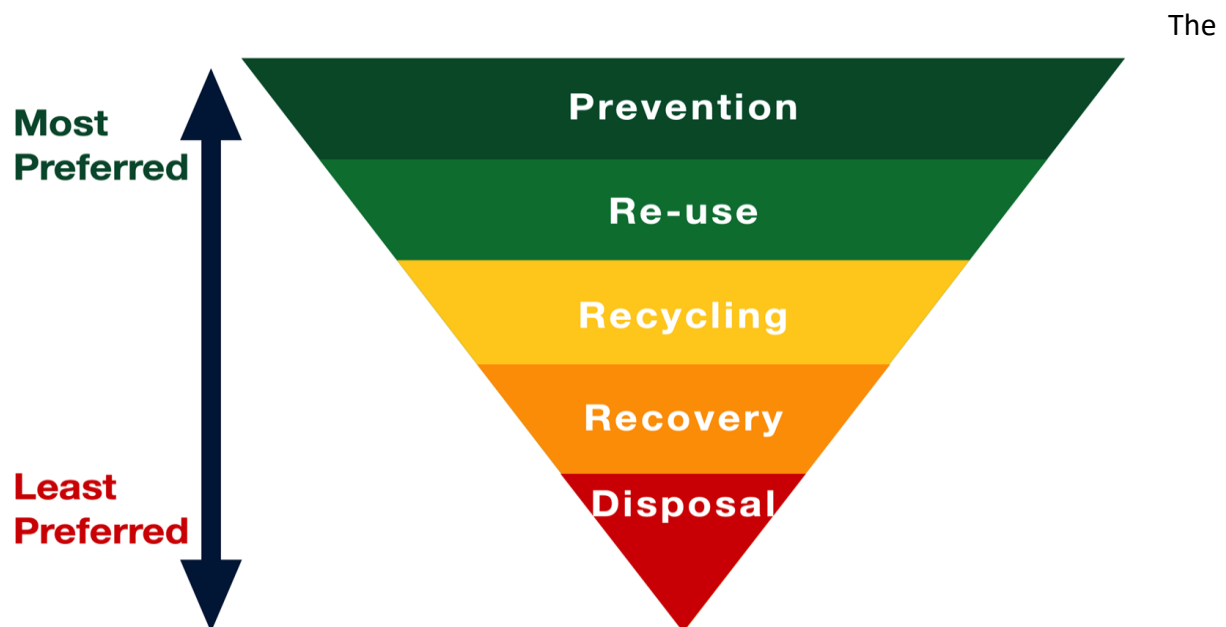 The
Most
Preferred
Prevention
Re-use
Recycling
Recovery
Disposal
Least
Preferred